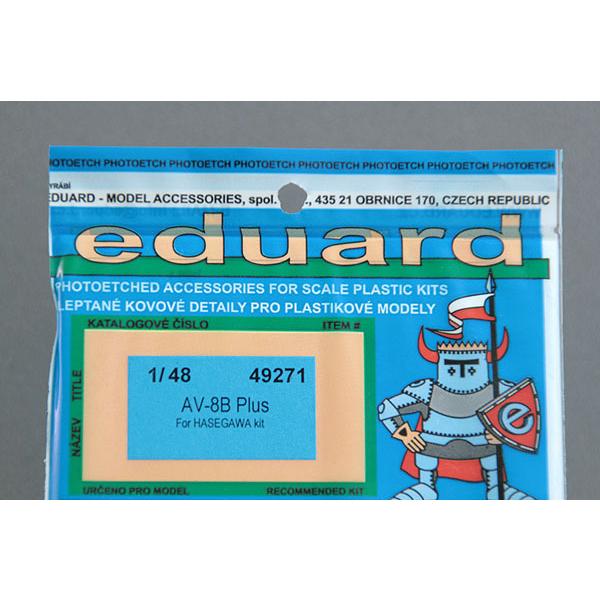 PHOTOETCH PHOTOETCH PHOTOETCH PHOTOETCH PHOTOETCH PHOTOETCH PHOTOETCH PHOTOETCH
EDUARD - MODEL ACCESSORIES, spol. 435 21 OBRNICE 170, CZECH REPUBLIC
eduard
PHOTOETCHED ACCESSORIES FOR SCALE PLASTIC KITS
LEPTANÉ KOVOVÉ DETAILY PRO PLASTIKOVÉ MODELY
KATALOGOVÉ ČÍSLO ITEM #
NÁZEV TITLE
1/48 49271
AV-8B Plus
For HASEGAWA kit
URČENO PRO MODEL RECOMMENDED KIT
e